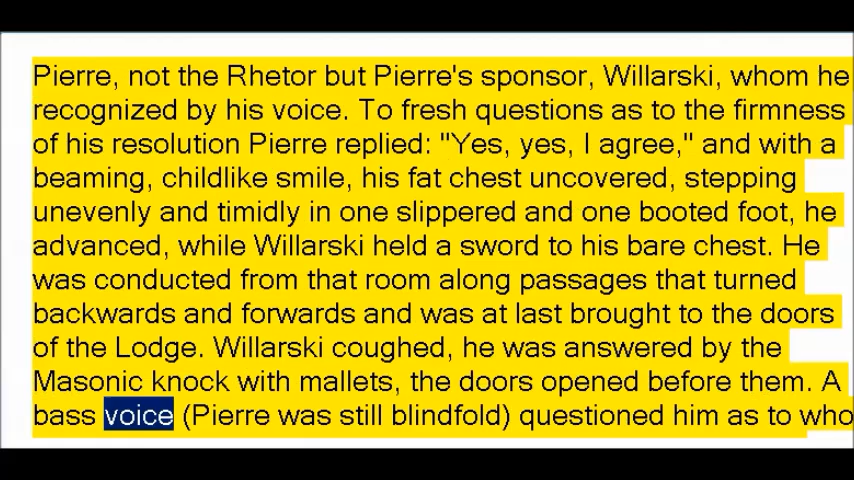 Pierre, not the Rhetor but Pierre's sponsor, Willarski, whom he
recognized by his voice. To fresh questions as to the firmness
of his resolution Pierre replied: "Yes, yes, I agree," and with a
beaming, childlike smile, his fat chest uncovered, stepping
unevenly and timidly in one slippered and one booted foot, he
advanced, while Willarski held a sword to his bare chest. He
was conducted from that room along passages that turned
backwards and forwards and was at last brought to the doors
of the Lodge. Willarski coughed, he was answered by the
Masonic knock with mallets, the doors opened before them. A
bass voice (Pierre was still blindfold) questioned him as to who